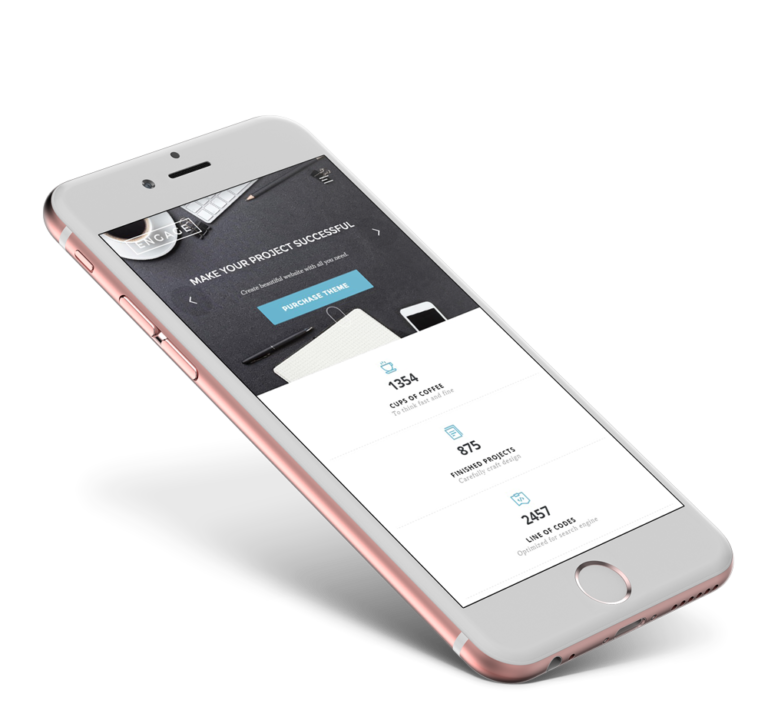 ENGAGE
MAKE YOUR PROJECT SUCCESSFUL
Create beautiful website with all you need.
PURCHASE THEME
1354
CUPS OF COFFEE
To think fast and fine
875
FINISHED PROJECTS
Carefully craft design
2457
LINE OF CODES
Optimized for search engine